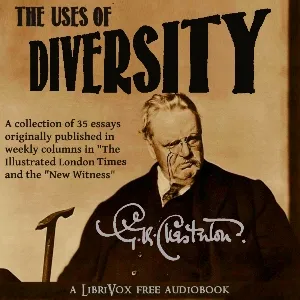 THE USES OF
DIVERSITY
A collection of 35 essays
originally published in
weekly columns in "The
Illustrated London Times
and the "New Witness"
G.K. Chesterton
A LIBRIVOX FREE AUDIOBOOK